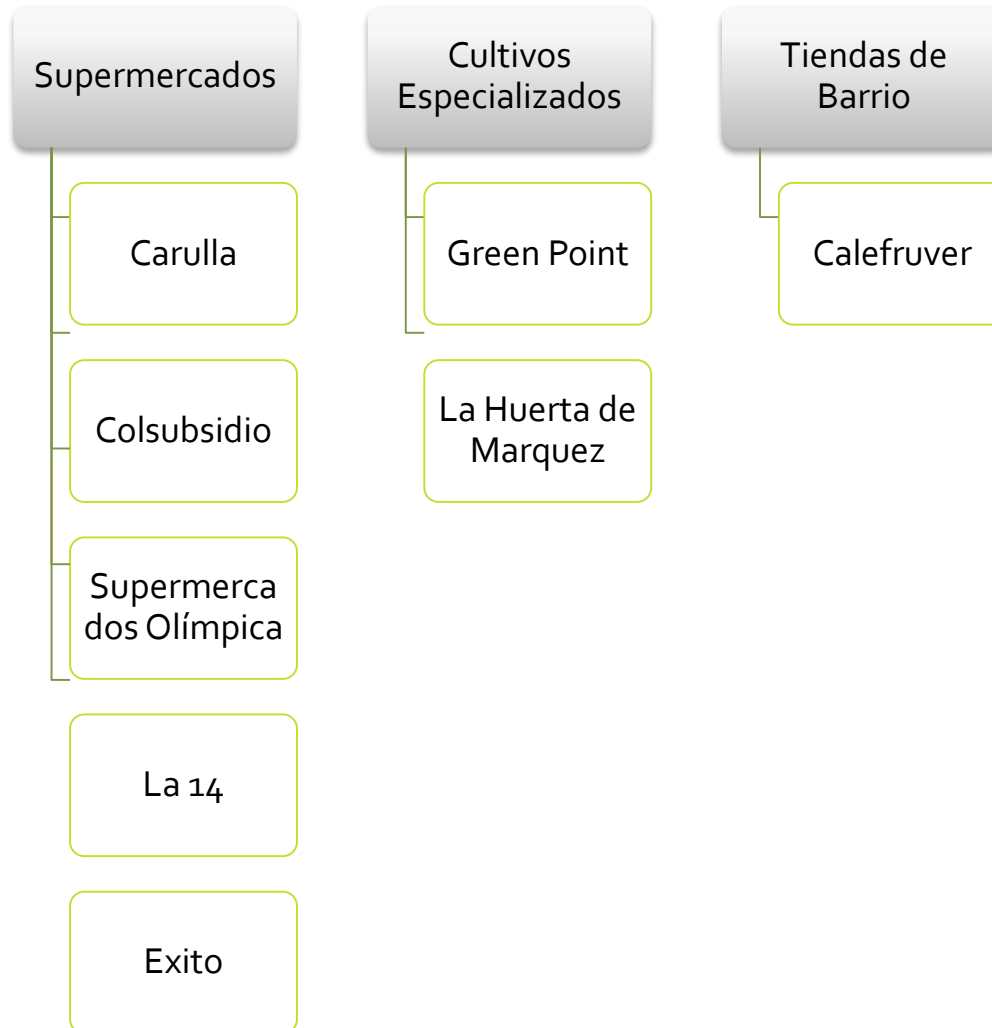 Supermercados
Carulla
Colsubsidio
Supermerca
dos Olímpica
La 14
Exito
Cultivos
Especializados
Green Point
La Huerta de
Marquez
Tiendas de
Barrio
Calefruver